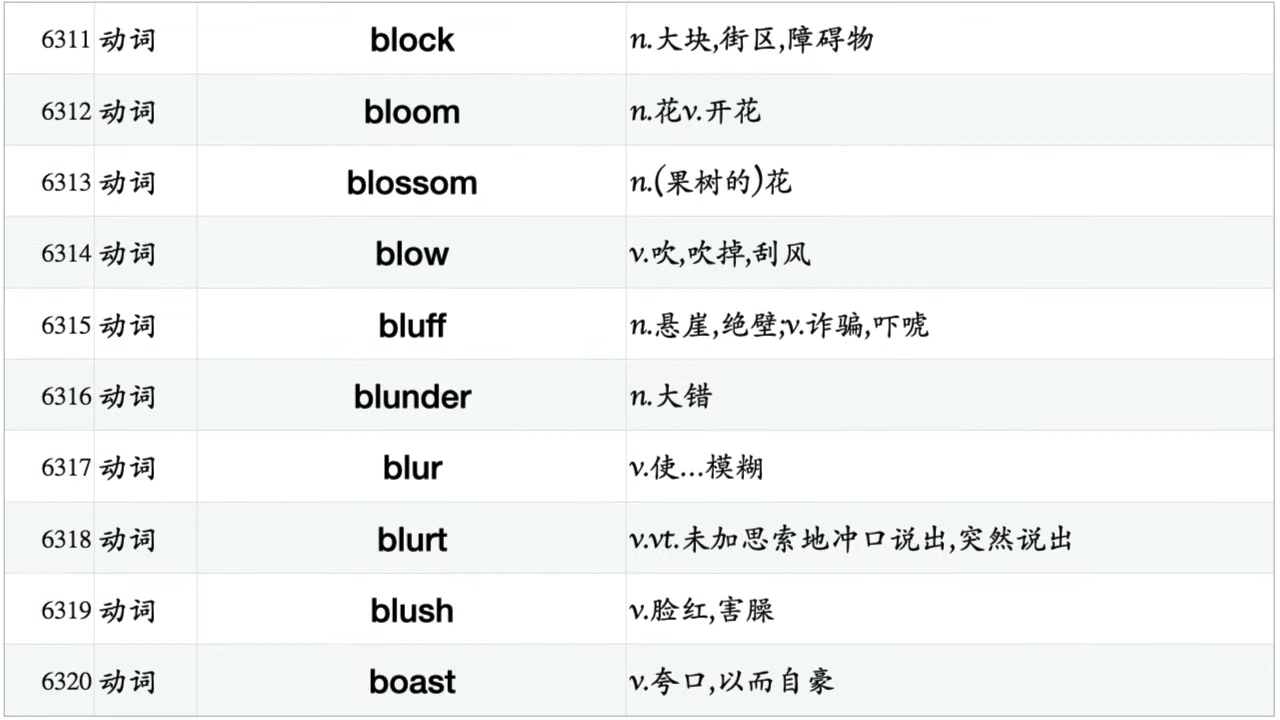 6311 动词 block n.大块,街区,障碍物
6312 动词 bloom n.花v.开花
6313 动词 blossom n.(果树的)花
6314 动词 blow v.吹,吹掉,刮风
6315 动词 bluff n.悬崖,绝壁;v.诈骗,吓唬
6316 动词 blunder n.大错
6317 动词 blur v.使…模糊
6318 动词 blurt v.vt.未加思索地冲口说出,突然说出
6319 动词 blush v.脸红,害臊
6320 动词 boast v.夸口,以而自豪